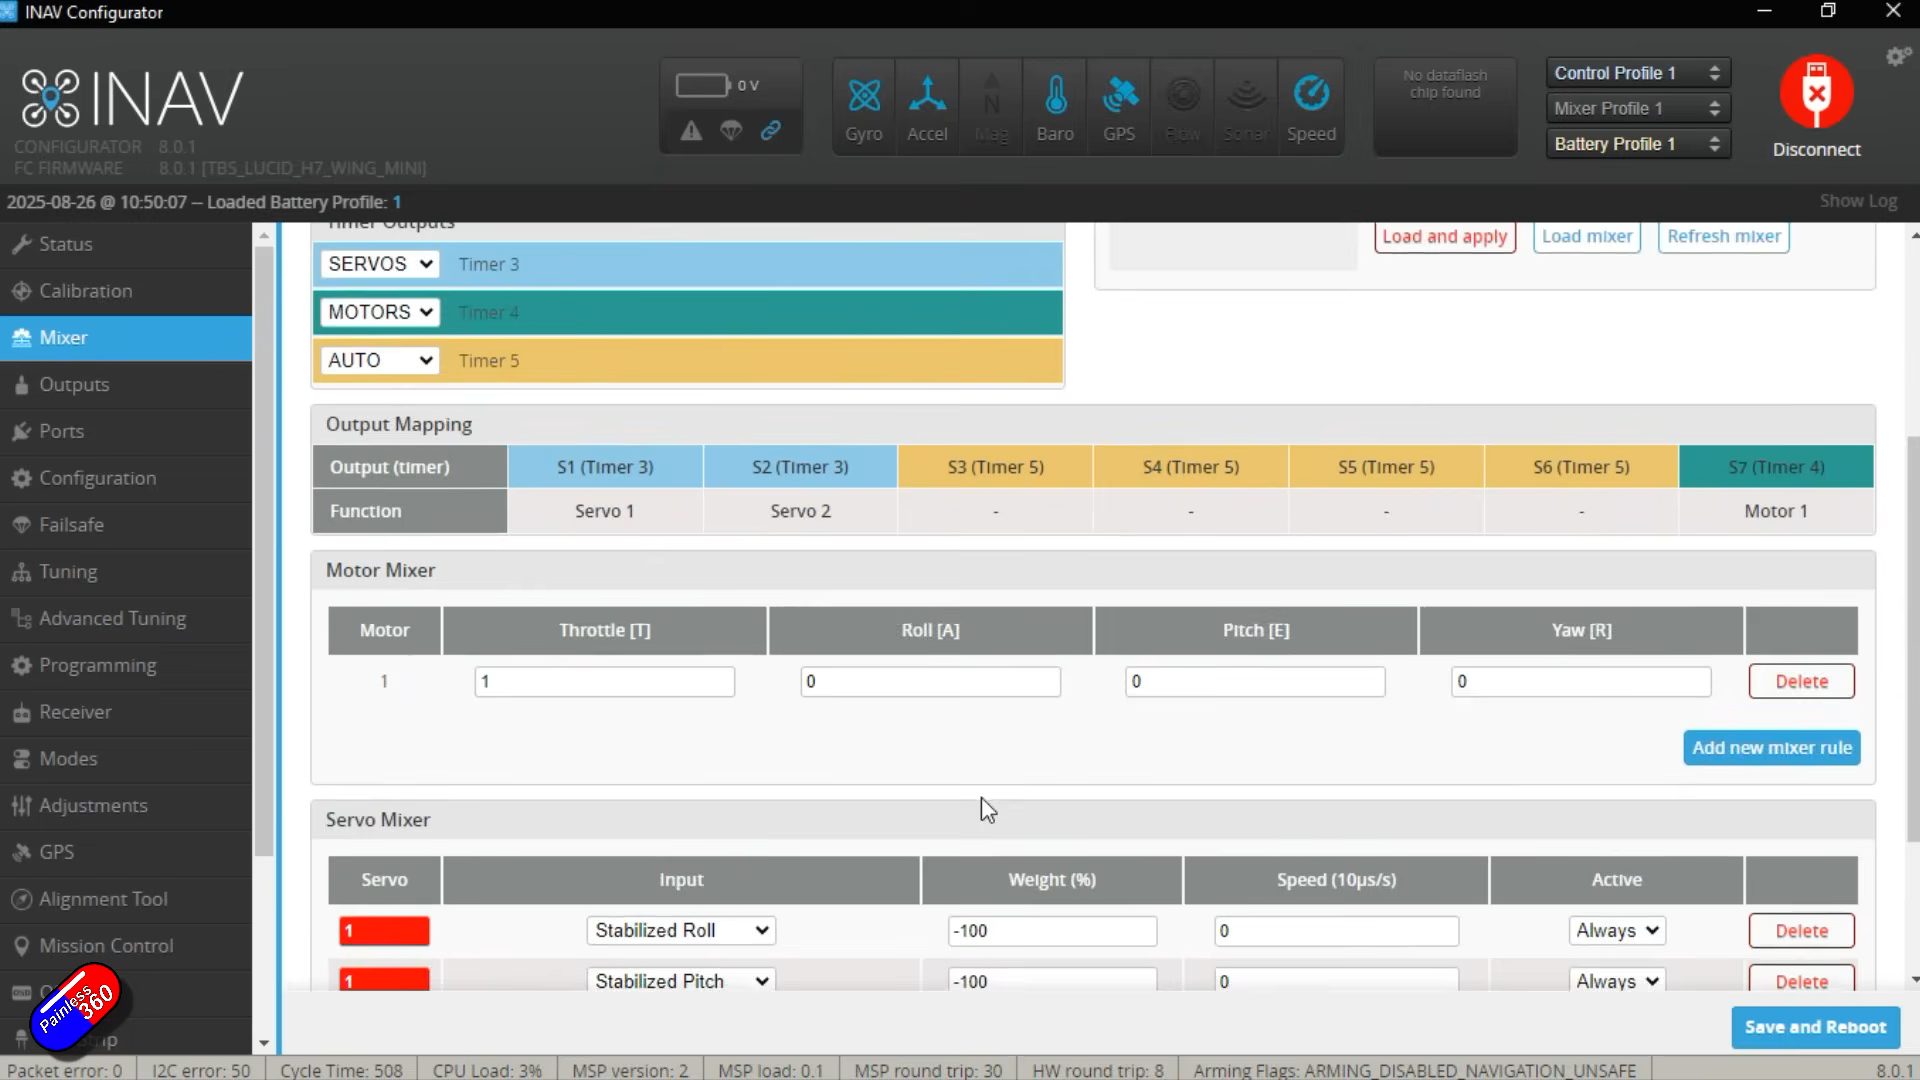 INAV Configurator
INAV
CONFIGURATOR 8.0.1
FC FIRMWARE 8.0.1 [TBS_LUCID_H7_WING_MINI]
0 V
Gyro
Accel
Mag
Baro
GPS
Flow
Sonar
Speed
No dataflash
chip found
Control Profile 1
Mixer Profile 1
Battery Profile 1
Disconnect
2025-08-26 @ 10:50:07 -- Loaded Battery Profile: 1
Show Log
Status
Calibration
Mixer
Outputs
Ports
Configuration
Failsafe
Tuning
Advanced Tuning
Programming
Receiver
Modes
Adjustments
GPS
Alignment Tool
Mission Control
Painless
360
Timer Outputs
SERVOS Timer 3
MOTORS Timer 4
AUTO Timer 5
Load and apply
Load mixer
Refresh mixer
Output Mapping
Output (timer) S1 (Timer 3) S2 (Timer 3) S3 (Timer 5) S4 (Timer 5) S5 (Timer 5) S6 (Timer 5) S7 (Timer 4)
Function Servo 1 Servo 2 - - - - Motor 1
Motor Mixer
Motor Throttle [T] Roll [A] Pitch [E] Yaw [R]
1 1 0 0 0 Delete
Add new mixer rule
Servo Mixer
Servo Input Weight (%) Speed (10µs/s) Active
1 Stabilized Roll -100 0 Always Delete
1 Stabilized Pitch -100 0 Always Delete
Save and Reboot
Packet error: 0 I2C error: 50 Cycle Time: 508 CPU Load: 3% MSP version: 2 MSP load: 0.1 MSP round trip: 30 HW round trip: 8 Arming Flags: ARMING_DISABLED_NAVIGATION_UNSAFE 8.0.1